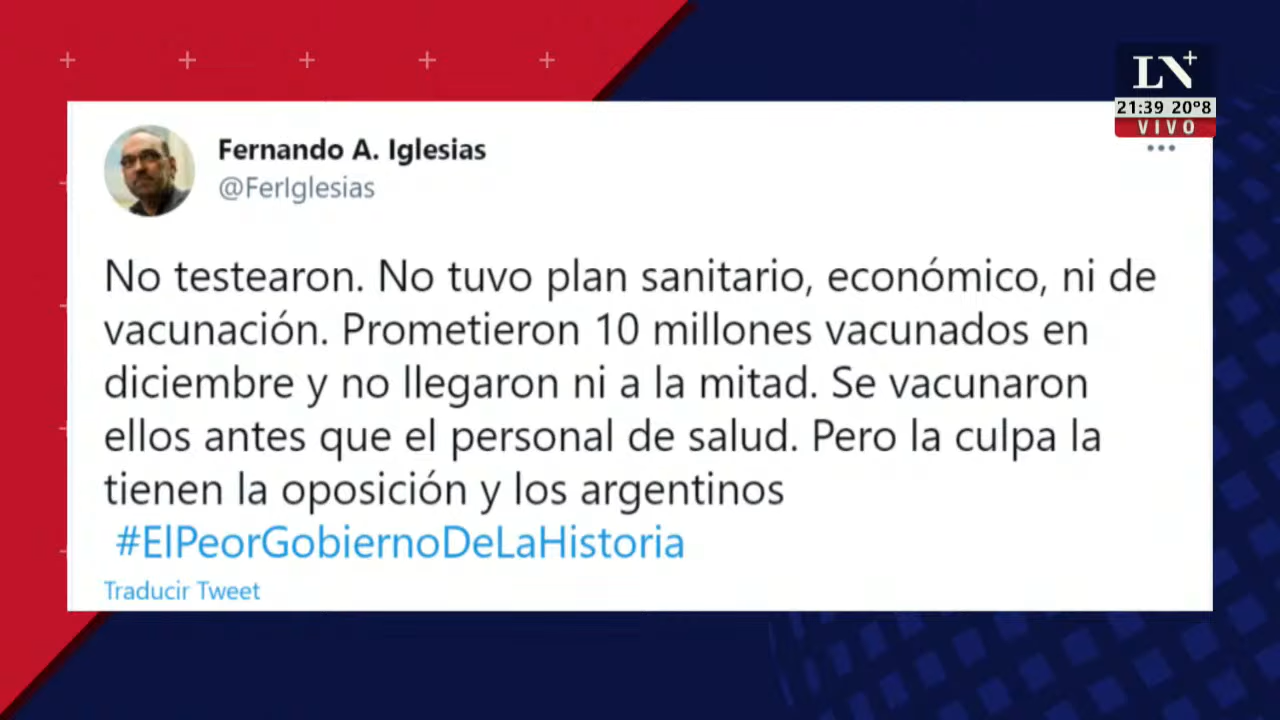 LN+
21:39 20º8
VIVO
Fernando A. Iglesias
@FerIglesias
No testearon. No tuvo plan sanitario, económico, ni de
vacunación. Prometieron 10 millones vacunados en
diciembre y no llegaron ni a la mitad. Se vacunaron
ellos antes que el personal de salud. Pero la culpa la
tienen la oposición y los argentinos
#ElPeorGobiernoDeLaHistoria
Traducir Tweet